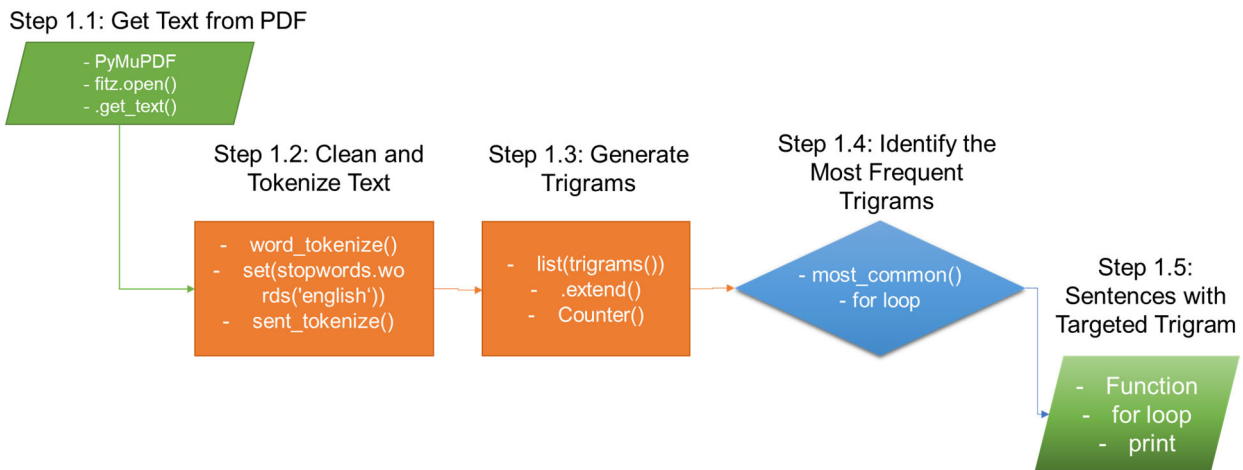 Step 1.1: Get Text from PDF
- PyMuPDF
- fitz.open()
- .get_text()
Step 1.2: Clean and
Tokenize Text
- word_tokenize()
- set(stopwords.wo
rds('english'))
- sent_tokenize()
Step 1.3: Generate
Trigrams
- list(trigrams())
- .extend()
- Counter()
Step 1.4: Identify the
Most Frequent
Trigrams
- most_common()
- for loop
Step 1.5:
Sentences with
Targeted Trigram
- Function
- for loop
- print